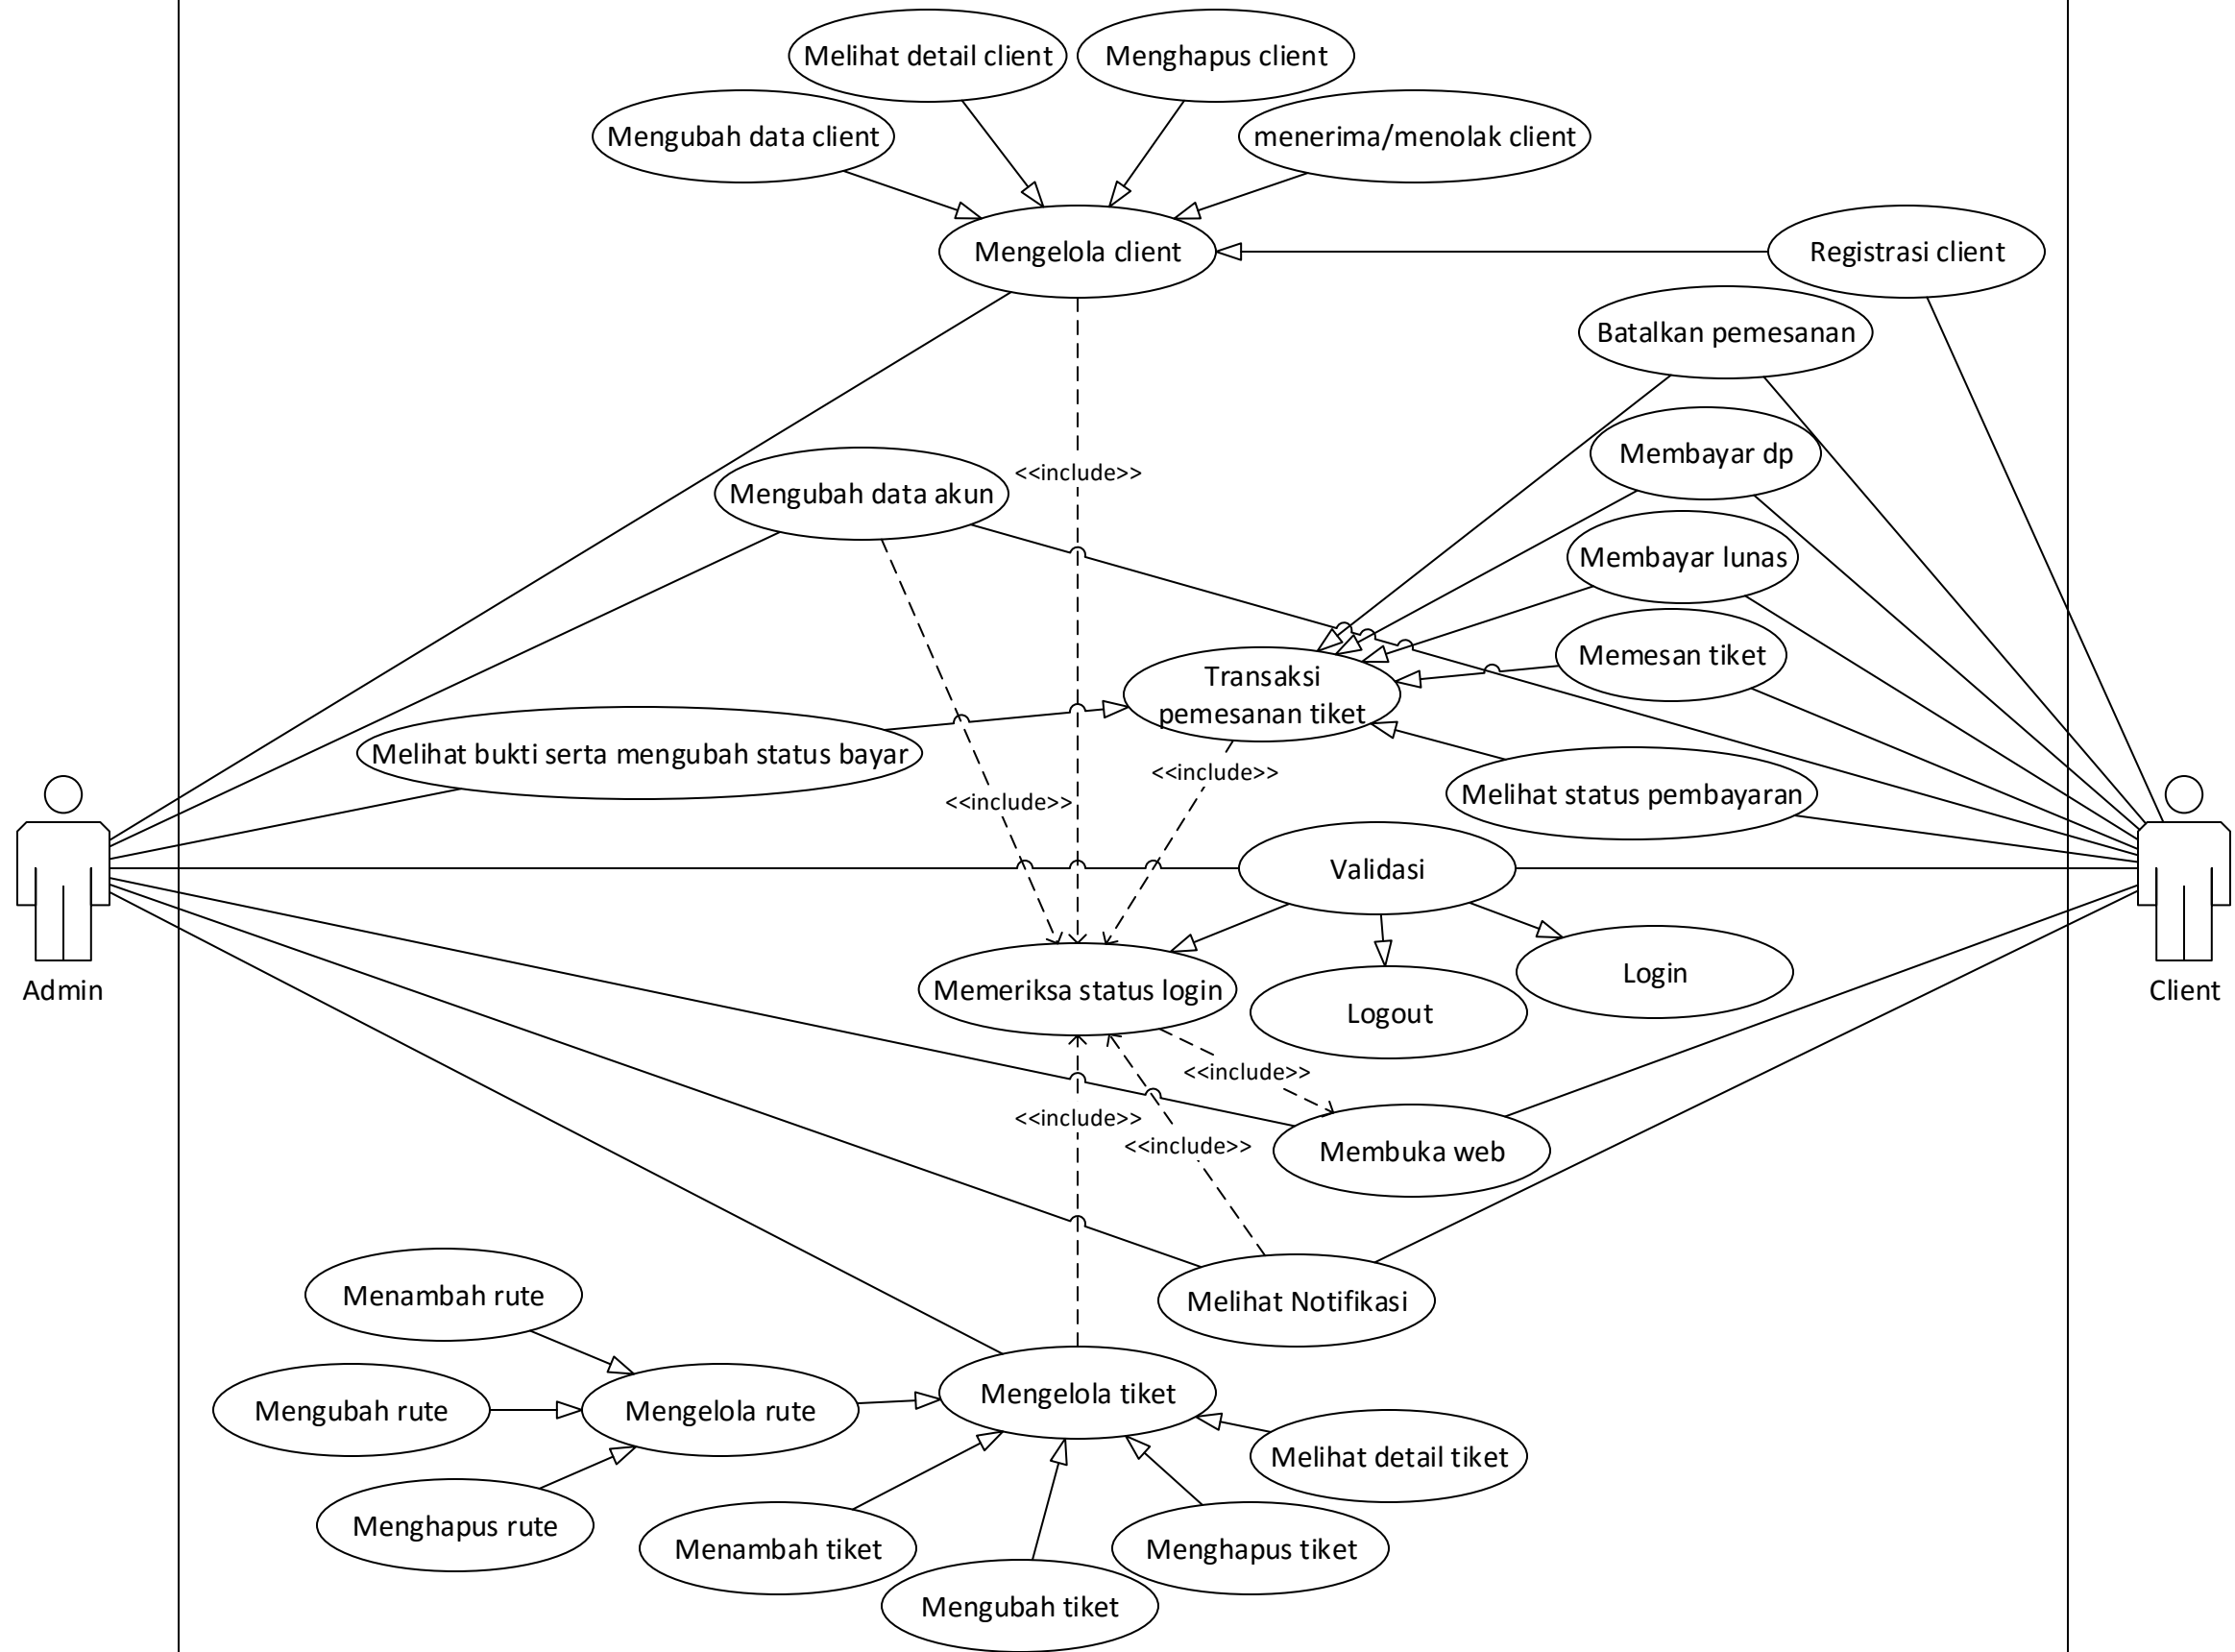 Melihat detail client
Menghapus client
Mengubah data client
menerima/menolak client
Mengelola client
Registrasi client
Batalkan pemesanan
Membayar dp
<<include>>
Mengubah data akun
Membayar lunas
Memesan tiket
Transaksi
pemesanan tiket
Melihat bukti serta mengubah status bayar
<<include>>
Melihat status pembayaran
<<include>>
Validasi
Login
Admin
Memeriksa status login
Client
Logout
<<include>>
<<include>>
<<include>>
Membuka web
Menambah rute
Melihat Notifikasi
Mengelola tiket
Mengubah rute
Mengelola rute
Melihat detail tiket
Menghapus rute
Menambah tiket
Menghapus tiket
Mengubah tiket